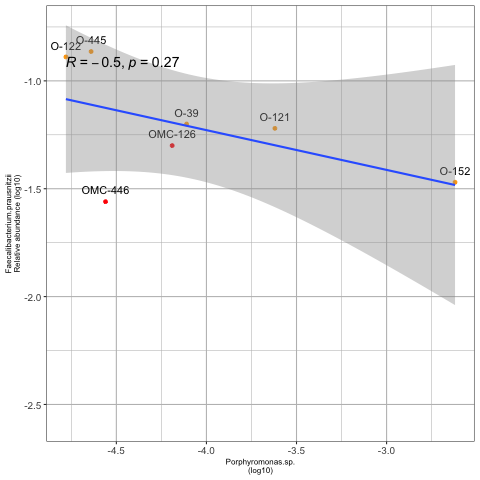 O-445
O-122
R = − 0.5, p = 0.27
-1.0
O-39
O-121
OMC-126
O-152
OMC-446
-1.5
Faecalibacterium.prausnitzii
Relative abundance (log10)
-2.0
-2.5
-4.5 -4.0 -3.5 -3.0
Porphyromonas.sp.
(log10)